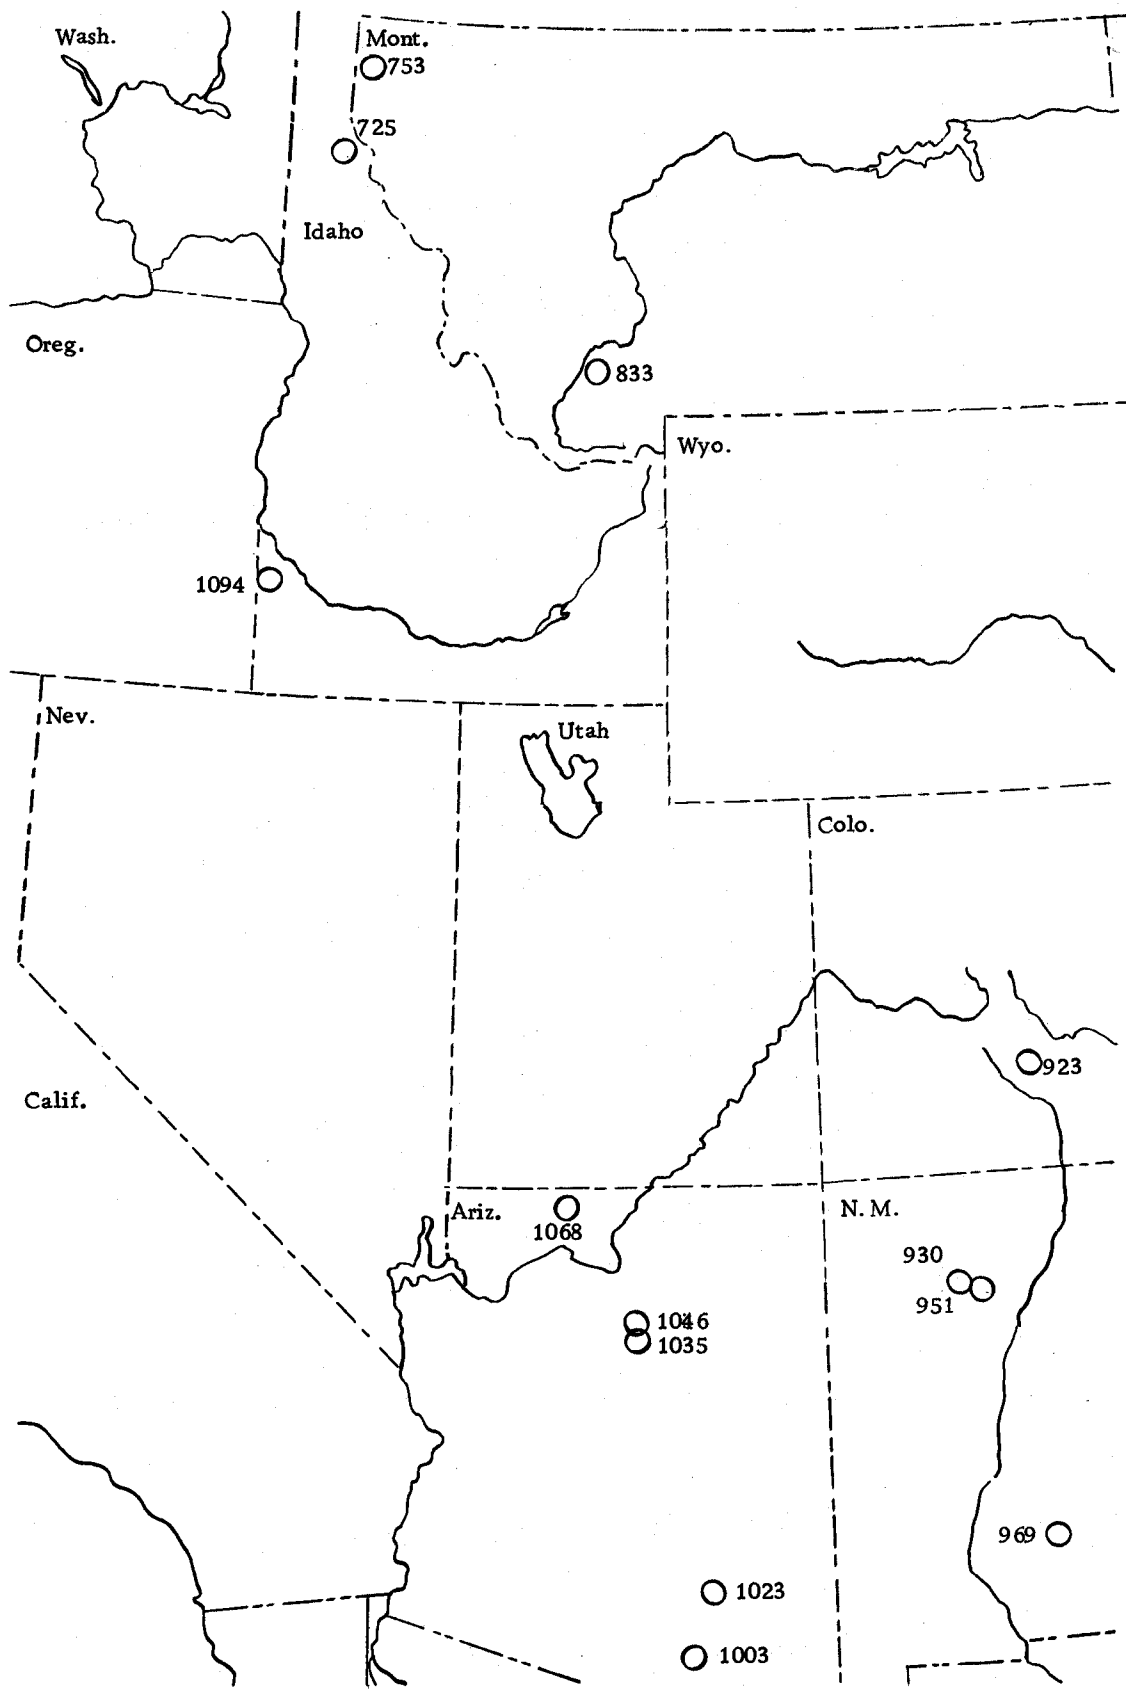 Wash.
Mont.
753
725
Idaho
Oreg.
833
Wyo.
1094
Nev.
Utah
Colo.
923
Calif.
Ariz.
N. M.
1068
930
951
1046
1035
969
1023
1003